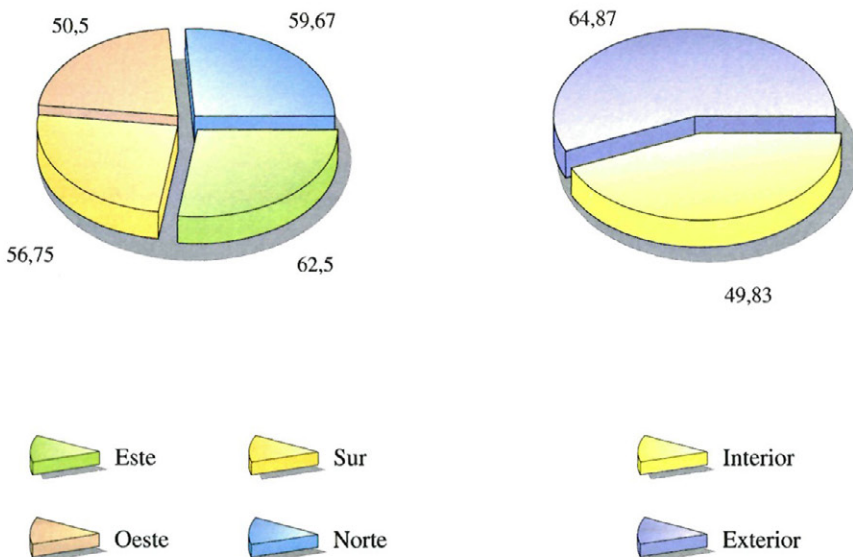 50,5
59,67
64,87
56,75
62,5
49,83
Este
Sur
Interior
Oeste
Norte
Exterior